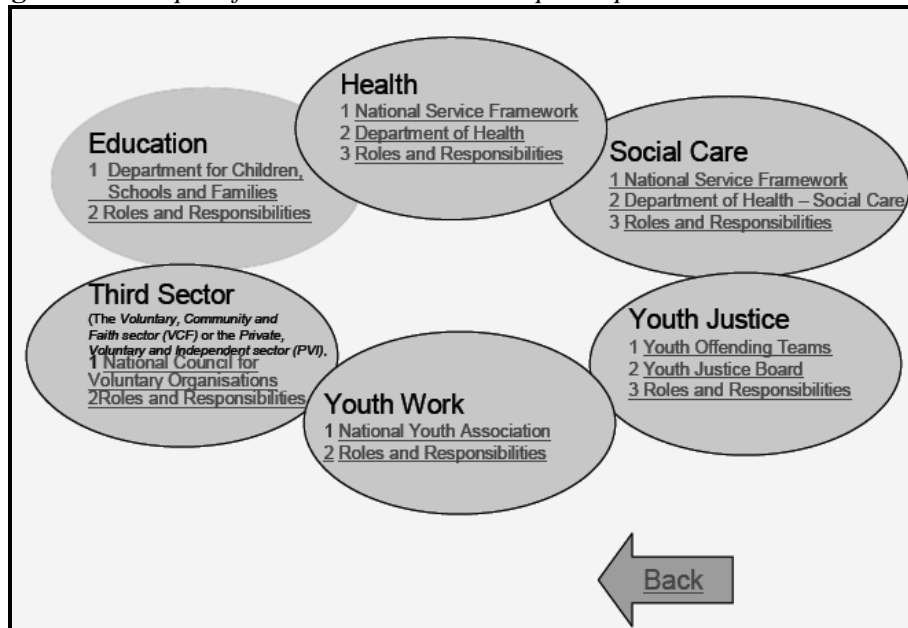 Health
1 National Service Framework
2 Department of Health
3 Roles and Responsibilities
Education
1 Department for Children,
Schools and Families
2 Roles and Responsibilities
Social Care
1 National Service Framework
2 Department of Health – Social Care
3 Roles and Responsibilities
Third Sector
(The Voluntary, Community and
Faith sector (VCF) or the Private,
Voluntary and Independent sector (PVI).
1 National Council for
Voluntary Organisations
2Roles and Responsibilities
Youth Work
1 National Youth Association
2 Roles and Responsibilities
Youth Justice
1 Youth Offending Teams
2 Youth Justice Board
3 Roles and Responsibilities
Back